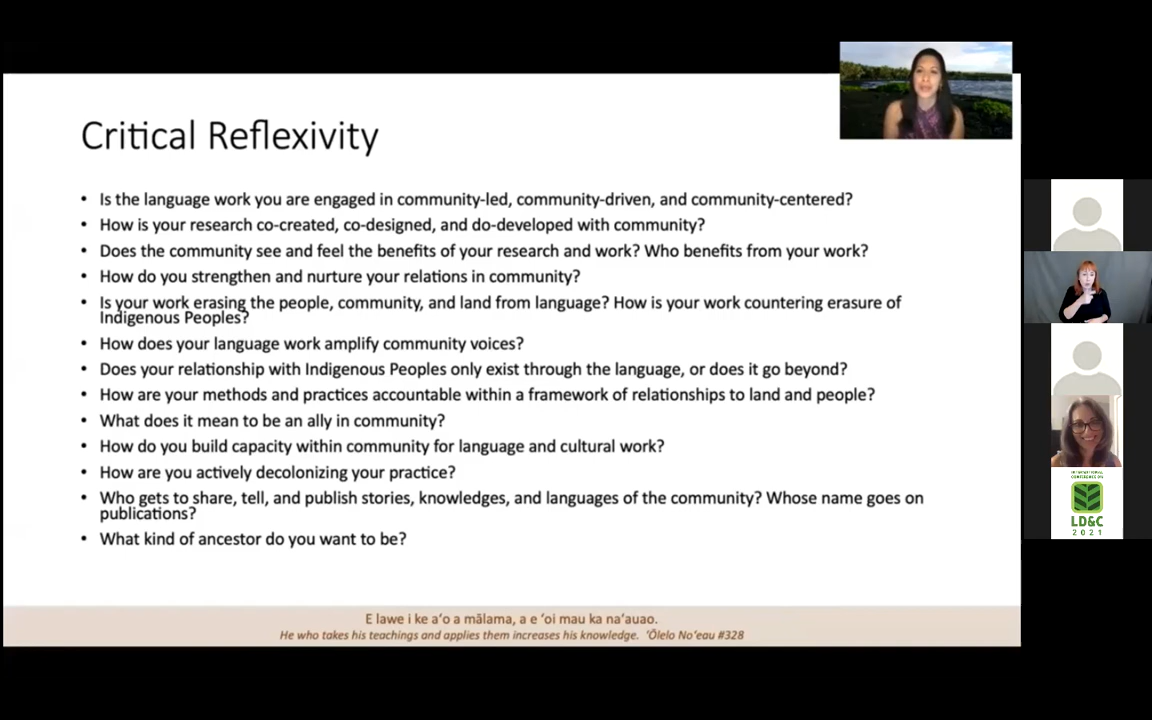 Critical Reflexivity
• Is the language work you are engaged in community-led, community-driven, and community-centered?
• How is your research co-created, co-designed, and do-developed with community?
• Does the community see and feel the benefits of your research and work? Who benefits from your work?
• How do you strengthen and nurture your relations in community?
• Is your work erasing the people, community, and land from language? How is your work countering erasure of
Indigenous Peoples?
• How does your language work amplify community voices?
• Does your relationship with Indigenous Peoples only exist through the language, or does it go beyond?
• How are your methods and practices accountable within a framework of relationships to land and people?
• What does it mean to be an ally in community?
• How do you build capacity within community for language and cultural work?
• How are you actively decolonizing your practice?
• Who gets to share, tell, and publish stories, knowledges, and languages of the community? Whose name goes on
publications?
• What kind of ancestor do you want to be?
E lawe i ke aʻo a mālama, a e ʻoi mau ka naʻauao.
He who takes his teachings and applies them increases his knowledge. ʻŌlelo Noʻeau #328
INTERNATIONAL
CONFERENCE ON
LD&C
2021